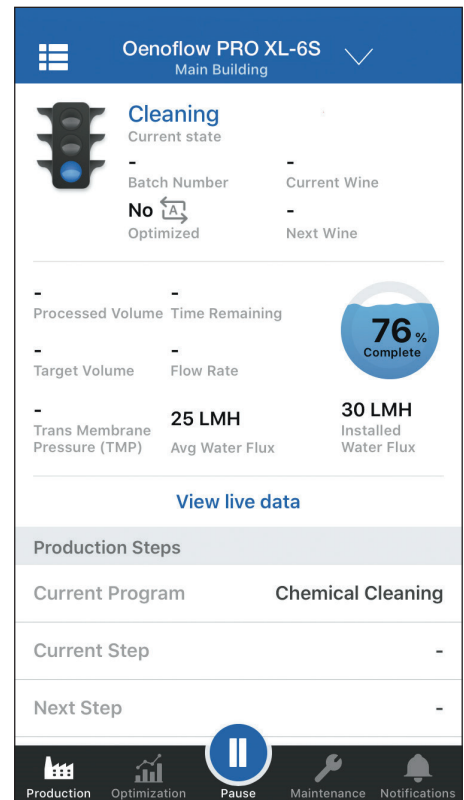 Oenoflow PRO XL-6S
Main Building
Cleaning
Current state
- -
Batch Number Current Wine
No A -
Optimized Next Wine
- -
Processed Volume Time Remaining
76%
Complete
- -
Target Volume Flow Rate
- 25 LMH 30 LMH
Trans Membrane Pressure (TMP) Avg Water Flux Installed Water Flux
View live data
Production Steps
Current Program Chemical Cleaning
Current Step -
Next Step -
Production Optimization Pause Maintenance Notifications